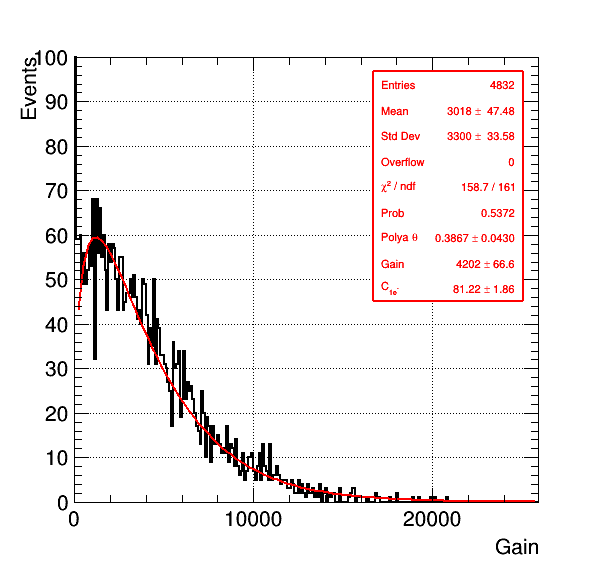 Events
100
90
80
70
60
50
40
30
20
10
0
0 10000 20000
Gain
Entries 4832
Mean 3018 ± 47.48
Std Dev 3300 ± 33.58
Overflow 0
χ² / ndf 158.7 / 161
Prob 0.5372
Polya θ 0.3867 ± 0.0430
Gain 4202 ± 66.6
C₁ₑ- 81.22 ± 1.86